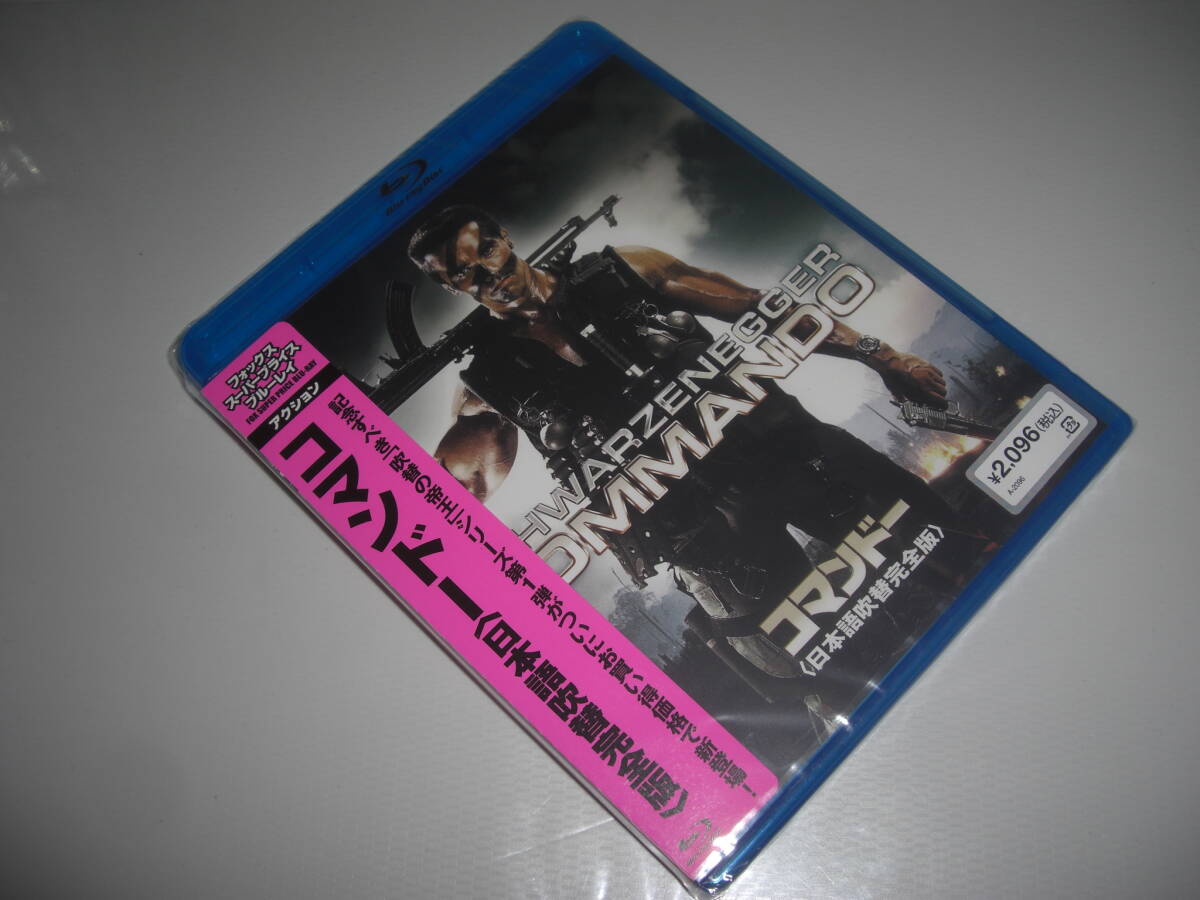 Blu-ray Disc
フォックス
スーパープライス
ブルーレイ
FOX SUPER PRICE BLU-RAY
アクション
記念すべき「吹替の帝王」シリーズ第1弾がついにお買い得価格で新登場!
コマンドー〈日本語吹替完全版〉
HWARZENEGGER
OMMANDO
コマンドー
〈日本語吹替完全版〉
¥2,096(税込)
A-2096